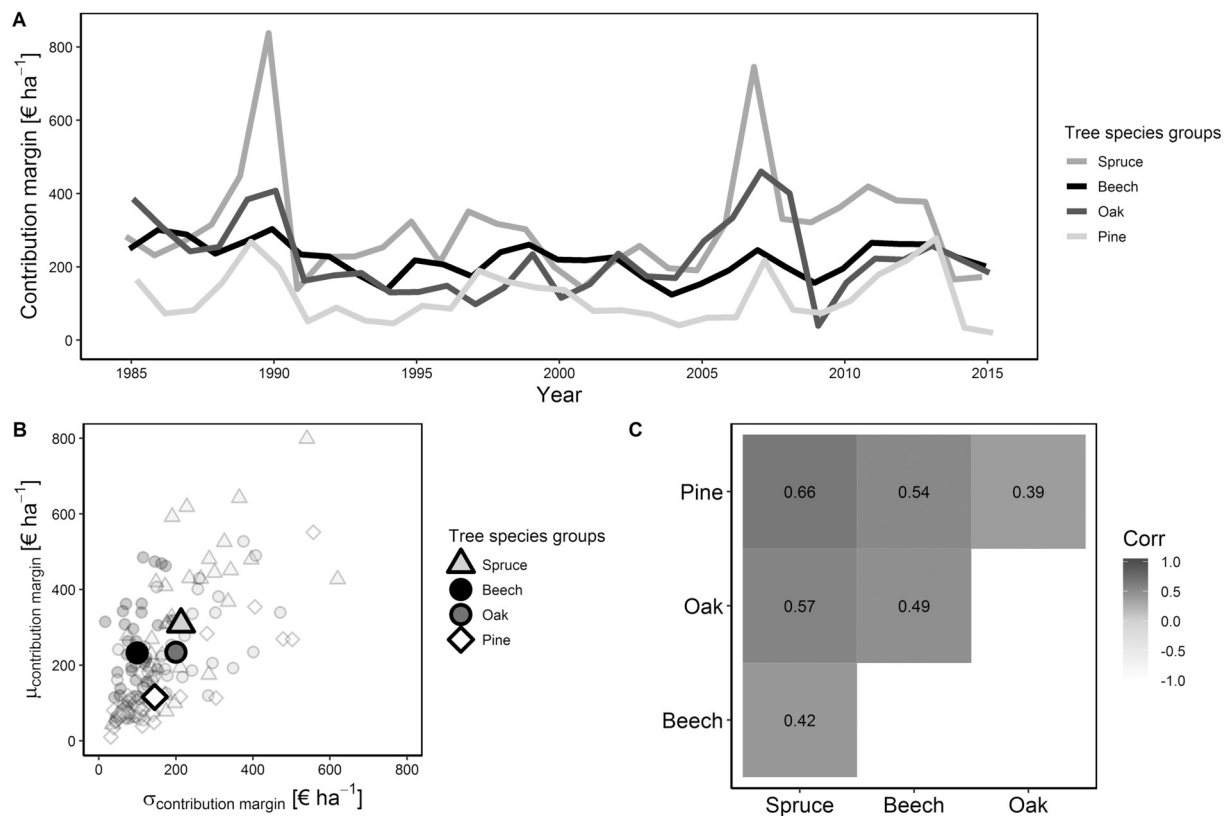 A
Contribution margin [€ ha⁻¹]
800
600
400
200
0
1985
1990
1995
2000
2005
2010
2015
Year
Tree species groups
Spruce
Beech
Oak
Pine
B
μcontribution margin [€ ha⁻¹]
800
600
400
200
0
0
200
400
600
800
σcontribution margin [€ ha⁻¹]
Tree species groups
Spruce
Beech
Oak
Pine
C
Pine
0.66
0.54
0.39
Oak
0.57
0.49
Beech
0.42
Spruce
Beech
Oak
Corr
1.0
0.5
0.0
-0.5
-1.0